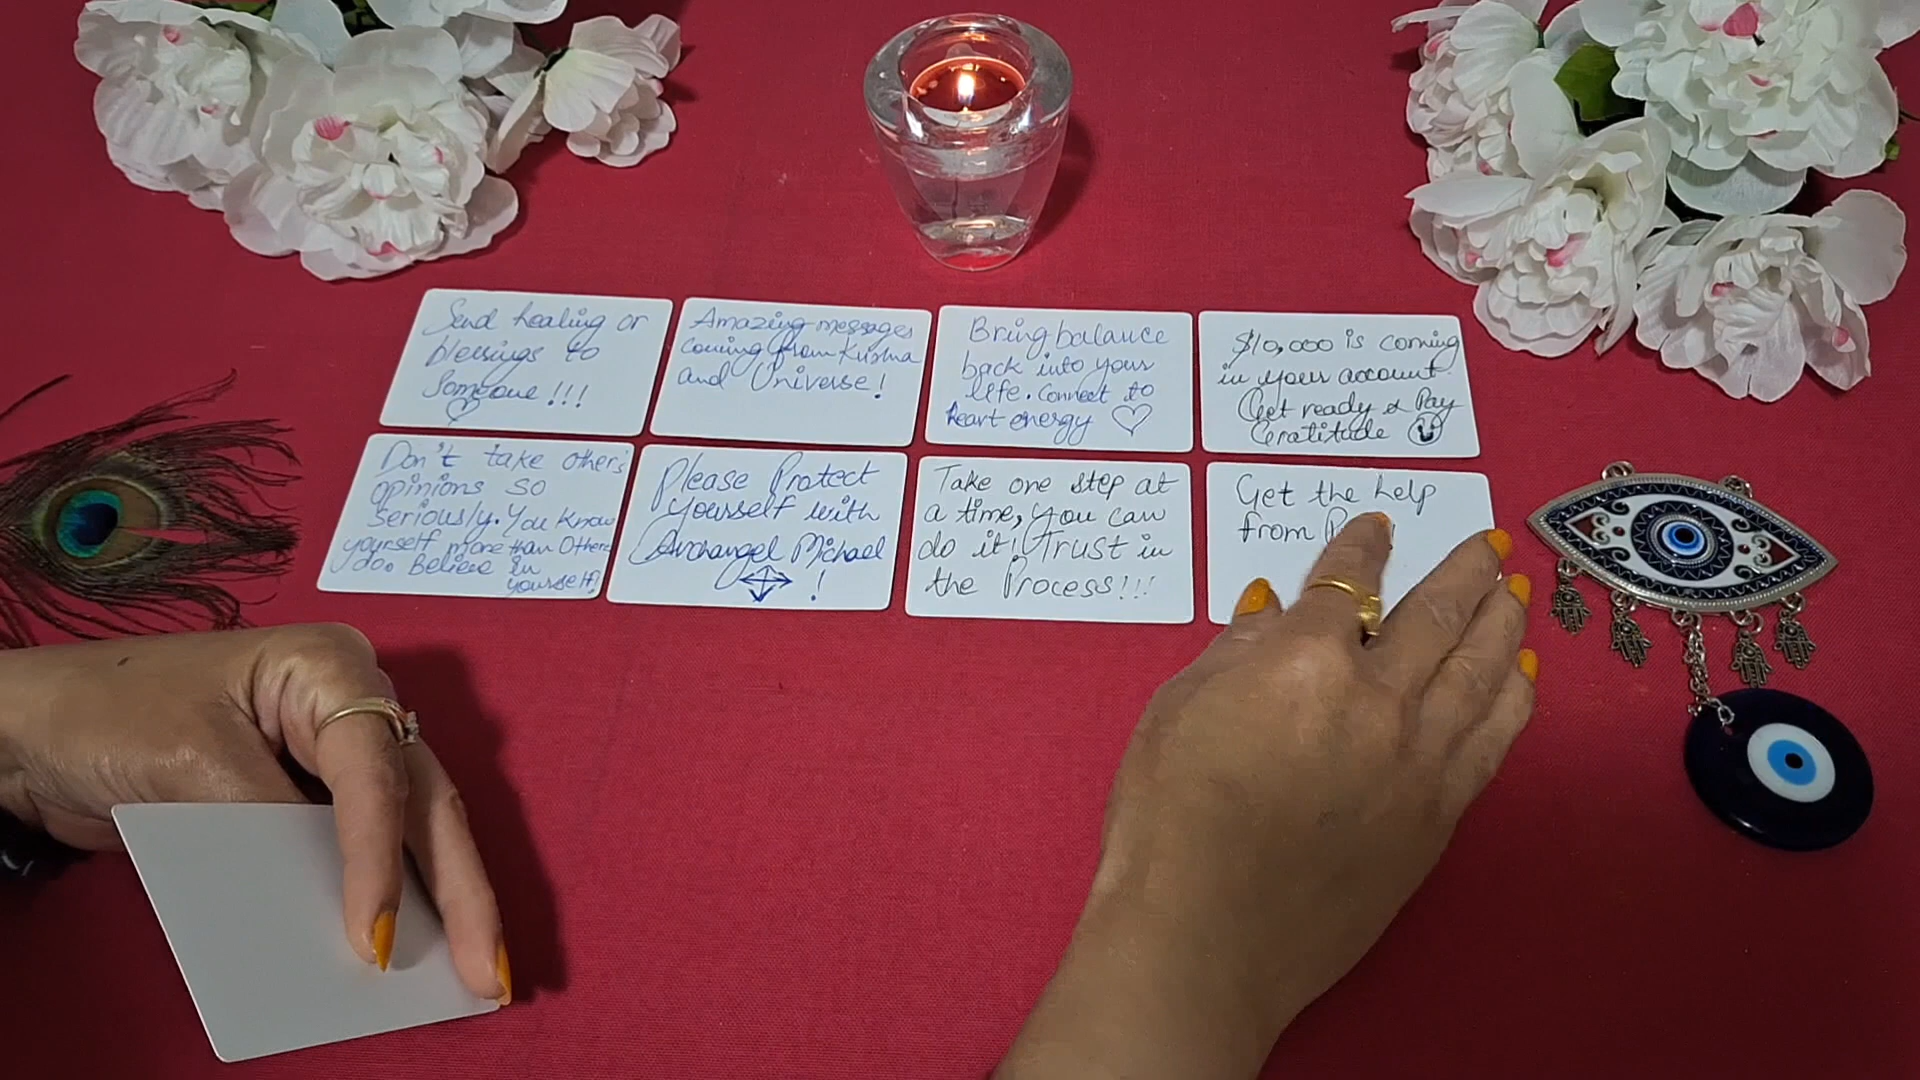 Send healing or
blessings to
Someone!!!
Amazing messages
coming from Krishna
and Universe!
Bring balance
back into your
life. Connect to
heart energy
$10,000 is coming
in your account
Get ready & Pay
Gratitude
Don't take others
opinions so
seriously. You know
yourself more than others
do. Believe in
yourself!
Please Protect
yourself with
Archangel Michael
!
Take one step at
a time, you can
do it! Trust in
the Process!!!
Get the help
from